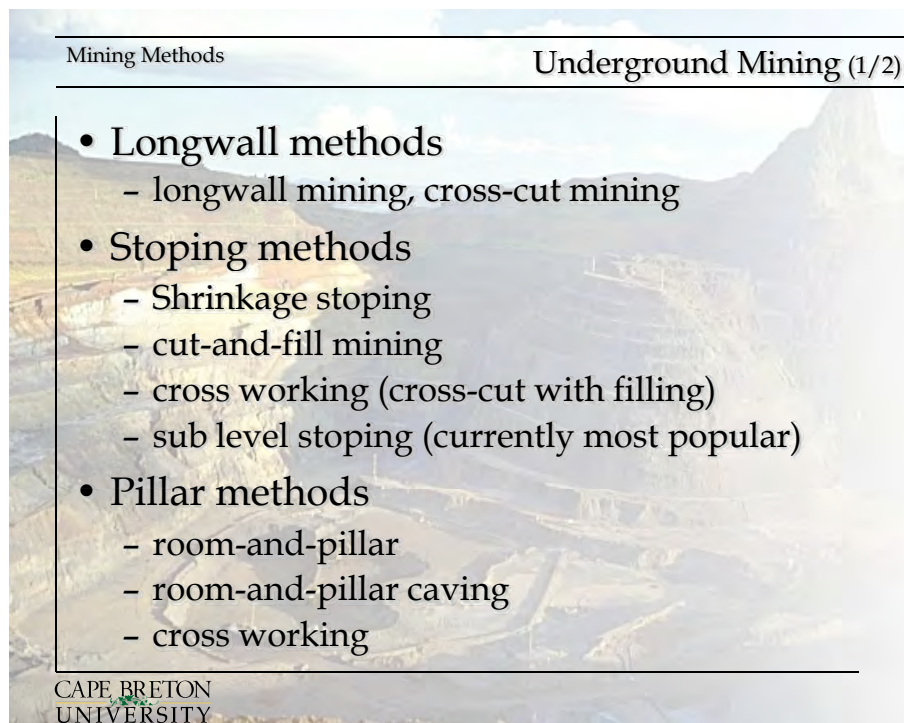 Mining Methods
Underground Mining (1/2)
• Longwall methods
– longwall mining, cross-cut mining
• Stoping methods
– Shrinkage stoping
– cut-and-fill mining
– cross working (cross-cut with filling)
– sub level stoping (currently most popular)
• Pillar methods
– room-and-pillar
– room-and-pillar caving
– cross working
CAPE BRETON
UNIVERSITY